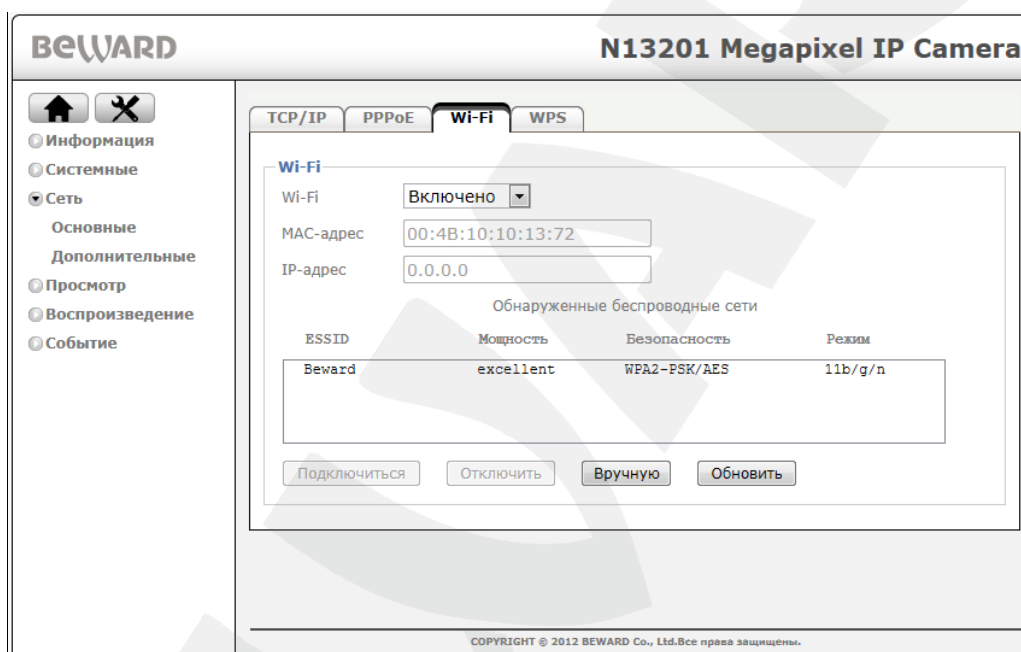 BEWARD
N13201 Megapixel IP Camera
Информация
Системные
Сеть
Основные
Дополнительные
Просмотр
Воспроизведение
Событие
TCP/IP PPPoE Wi-Fi WPS
Wi-Fi
Wi-Fi Включено
MAC-адрес 00:4B:10:10:13:72
IP-адрес 0.0.0.0
Обнаруженные беспроводные сети
ESSID Мощность Безопасность Режим
Beward excellent WPA2-PSK/AES 11b/g/n
Подключиться Отключить Вручную Обновить
COPYRIGHT © 2012 BEWARD Co., Ltd.Все права защищены.